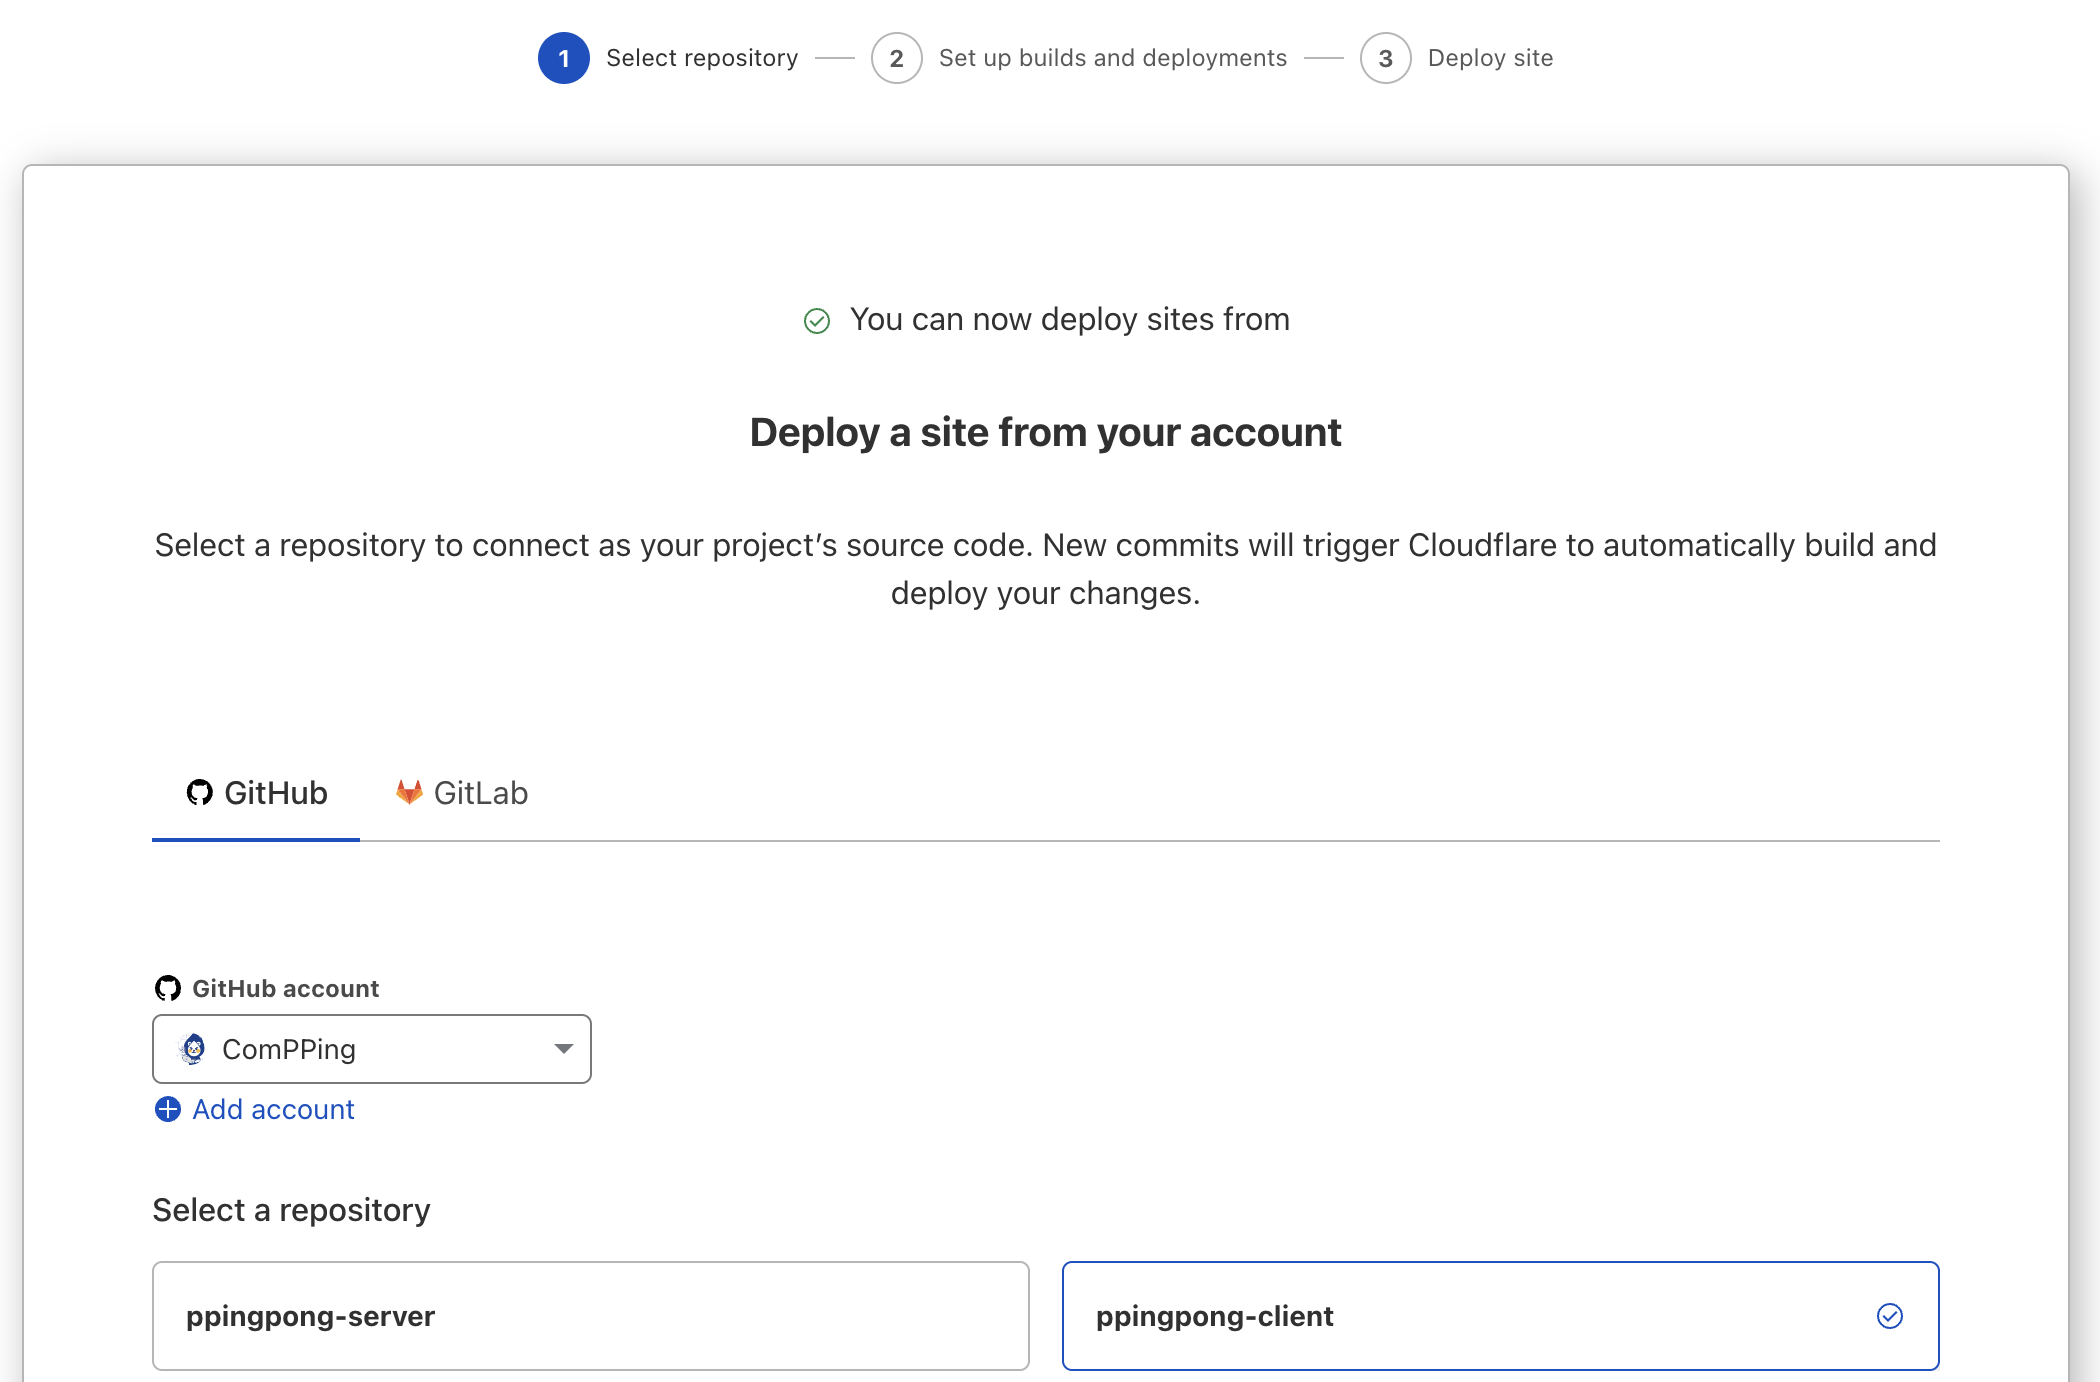 1 Select repository 2 Set up builds and deployments 3 Deploy site
You can now deploy sites from
Deploy a site from your account
Select a repository to connect as your project's source code. New commits will trigger Cloudflare to automatically build and
deploy your changes.
GitHub GitLab
GitHub account
ComPPing
Add account
Select a repository
ppingpong-server ppingpong-client